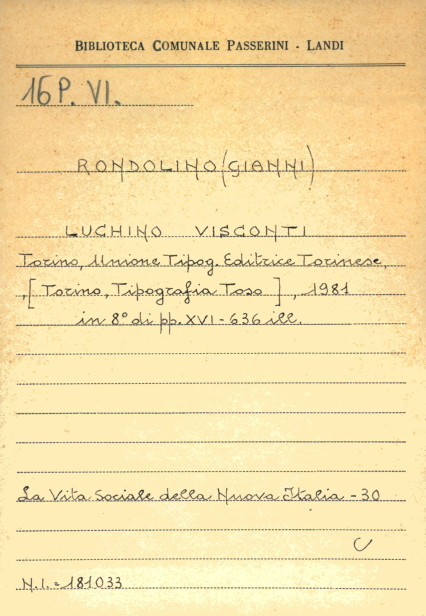 BIBLIOTECA COMUNALE PASSERINI - LANDI
16 P. VI.
RONDOLINO (GIANNI)
LUCHINO VISCONTI
Torino, Unione Tipog. Editrice Torinese,
, [ Torino, Tipografia Toso ] , 1981
in 8° di pp. XVI - 636 ill.
La Vita Sociale della Nuova Italia - 30
C
N.I. = 181033